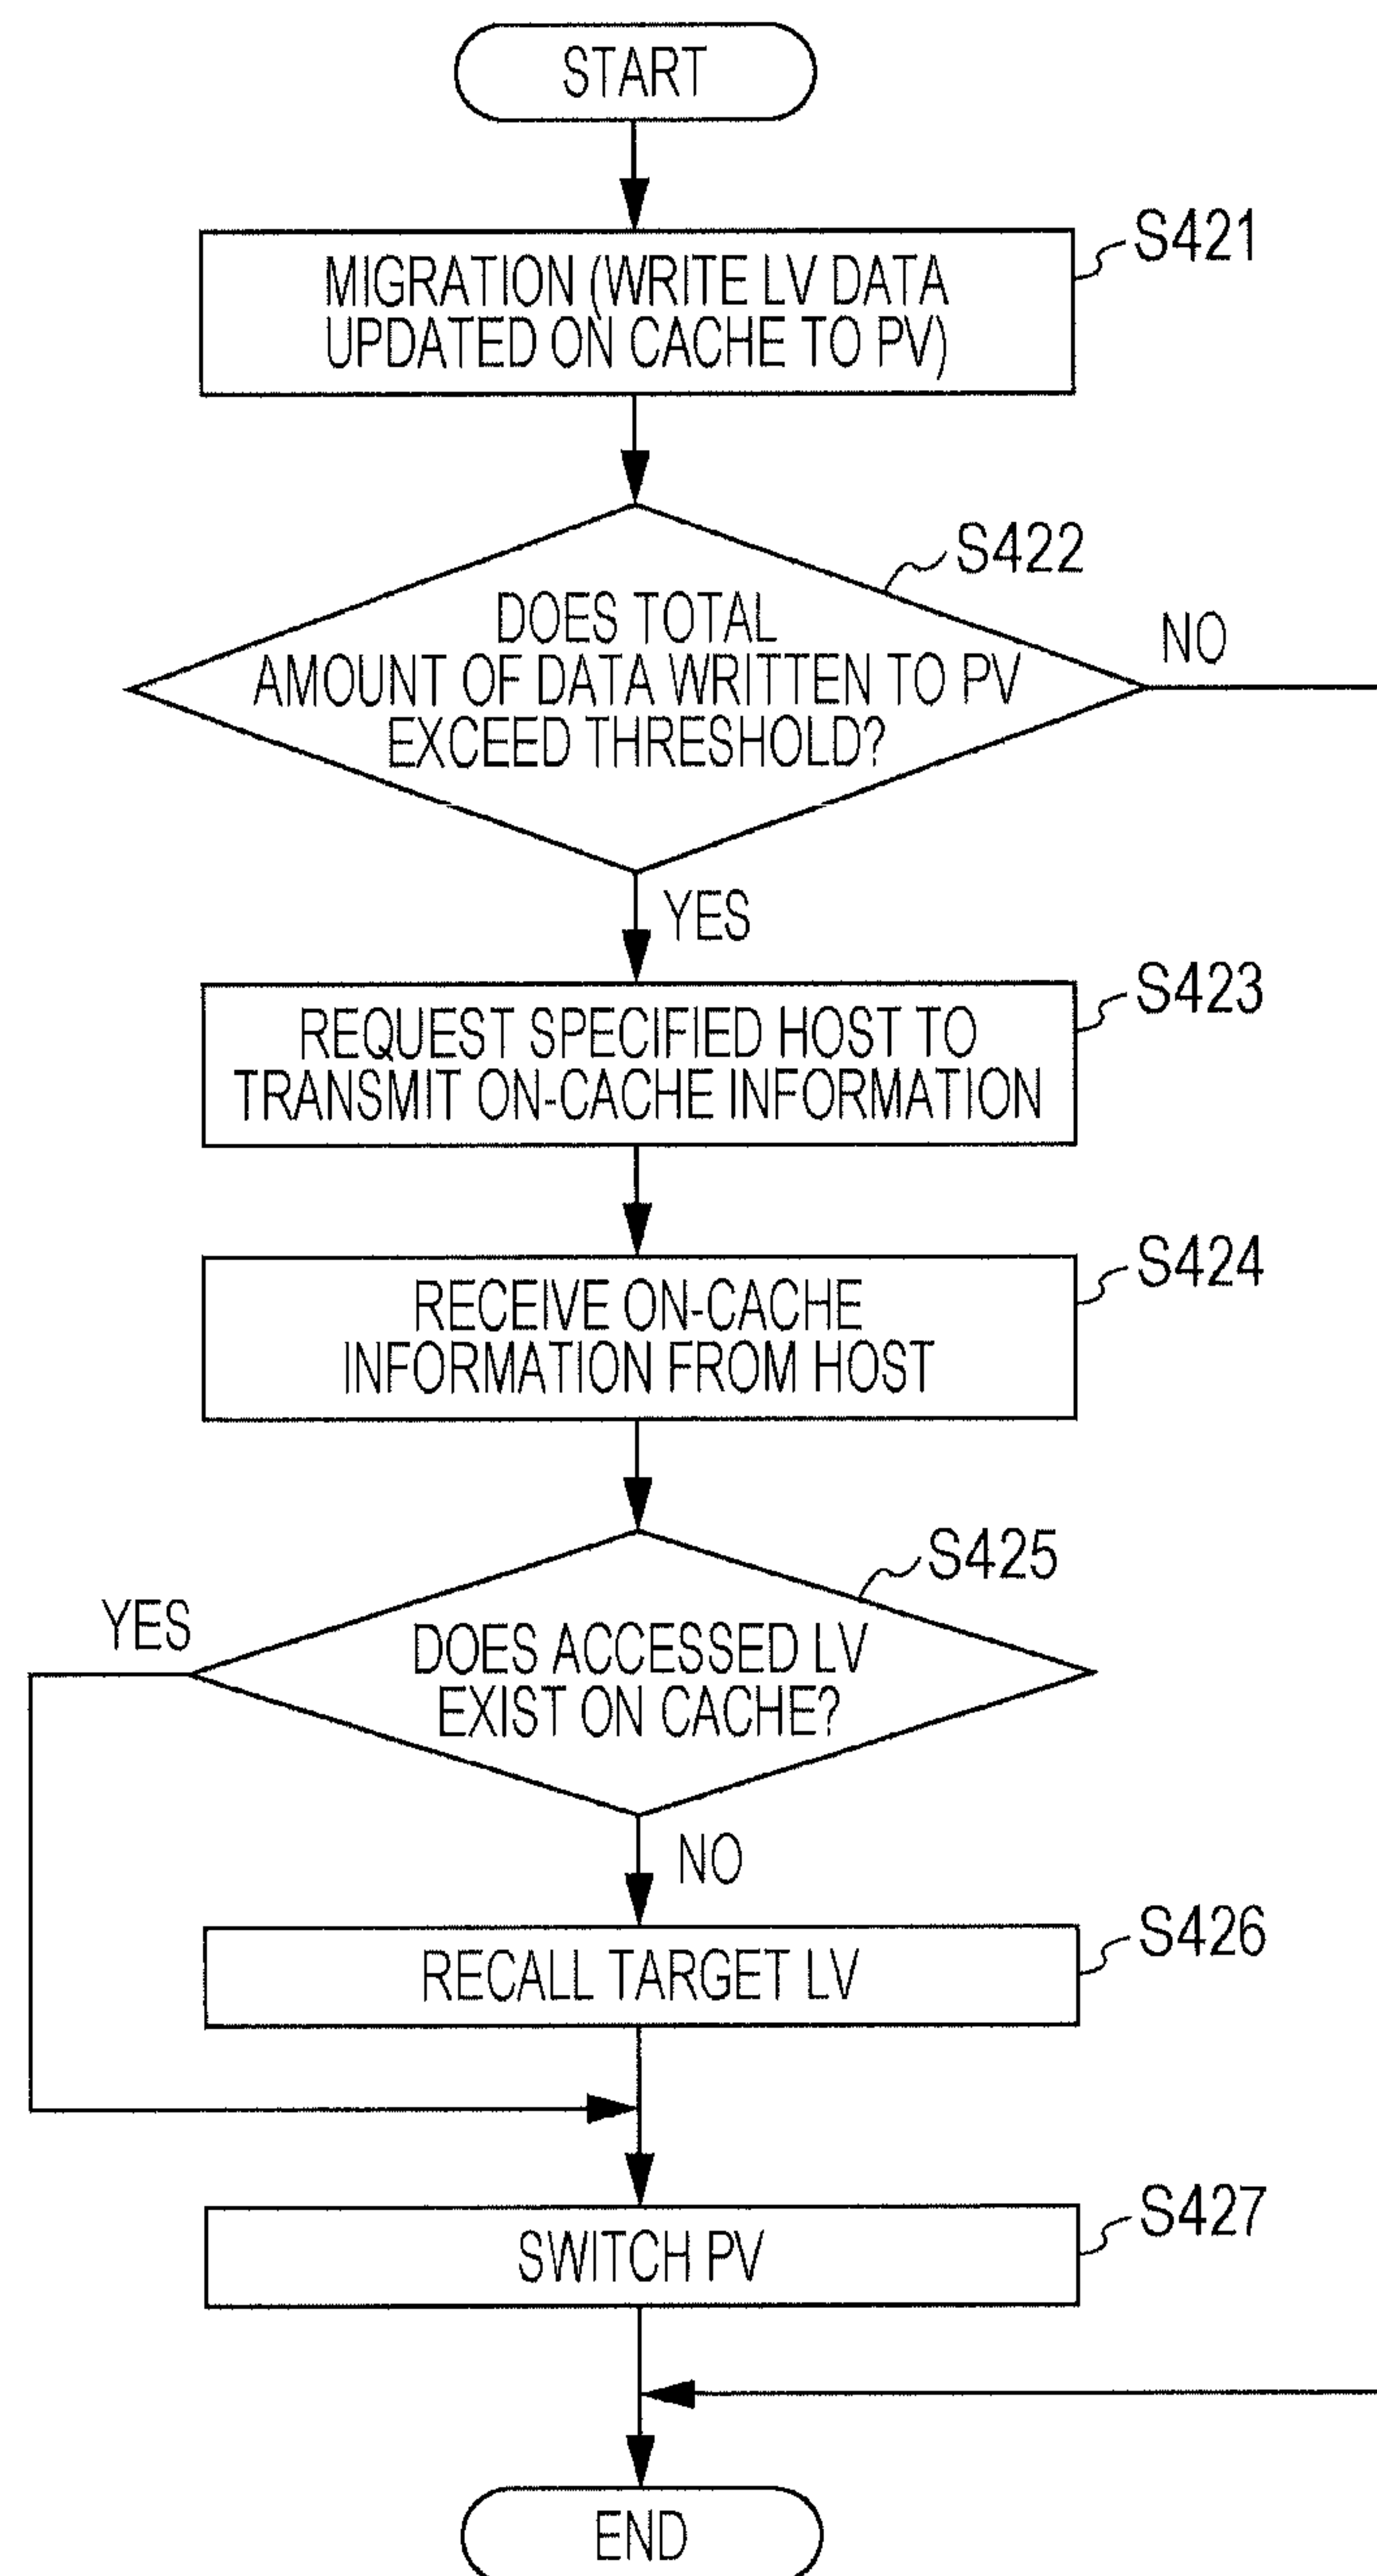 START
S421
MIGRATION (WRITE LV DATA
UPDATED ON CACHE TO PV)
S422
DOES TOTAL
AMOUNT OF DATA WRITTEN TO PV
EXCEED THRESHOLD?
NO
YES
S423
REQUEST SPECIFIED HOST TO
TRANSMIT ON-CACHE INFORMATION
S424
RECEIVE ON-CACHE
INFORMATION FROM HOST
S425
YES
DOES ACCESSED LV
EXIST ON CACHE?
NO
S426
RECALL TARGET LV
S427
SWITCH PV
END